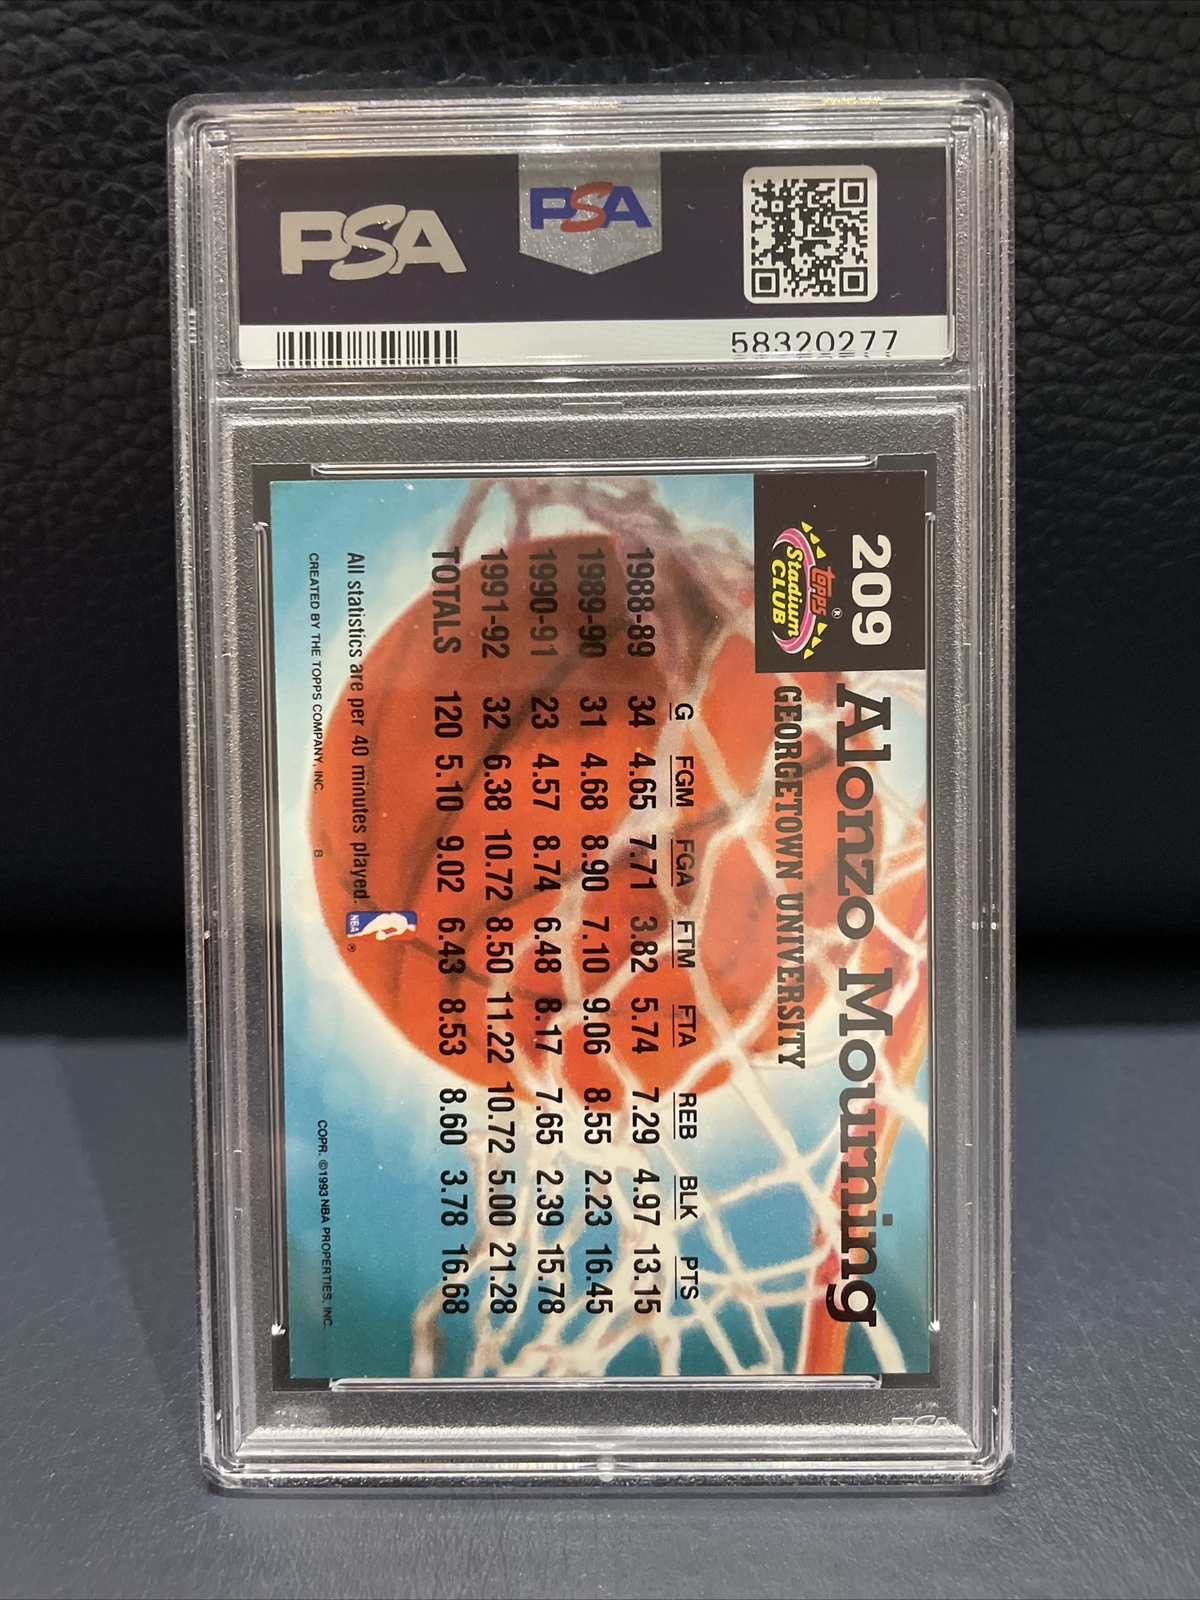 PSA
PSA
58320277
209
Topps®
Stadium
CLUB
Alonzo Mourning
GEORGETOWN UNIVERSITY
G FGM FGA FTM FTA REB BLK PTS
1988-89 34 4.65 7.71 3.82 5.74 7.29 4.97 13.15
1989-90 31 4.68 8.90 7.10 9.06 8.55 2.23 16.45
1990-91 23 4.57 8.74 6.48 8.17 7.65 2.39 15.78
1991-92 32 6.38 10.72 8.50 11.22 10.72 5.00 21.28
TOTALS 120 5.10 9.02 6.43 8.53 8.60 3.78 16.68
All statistics are per 40 minutes played.
NBA ®
CREATED BY THE TOPPS COMPANY, INC. B COPR. ©1993 NBA PROPERTIES, INC.
PSA